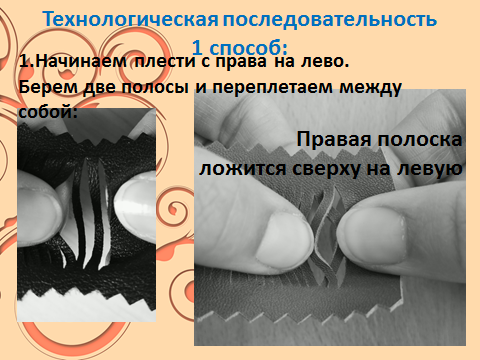 Технологическая последовательность
1 способ:
1.Начинаем плести с права на лево.
Берем две полосы и переплетаем между
собой:
Правая полоска
ложится сверху на левую